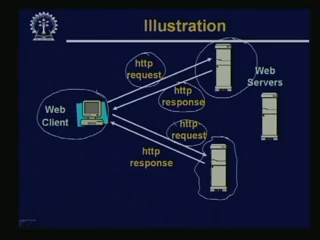 Illustration
http
request
http
response
Web
Servers
Web
Client
http
request
http
response